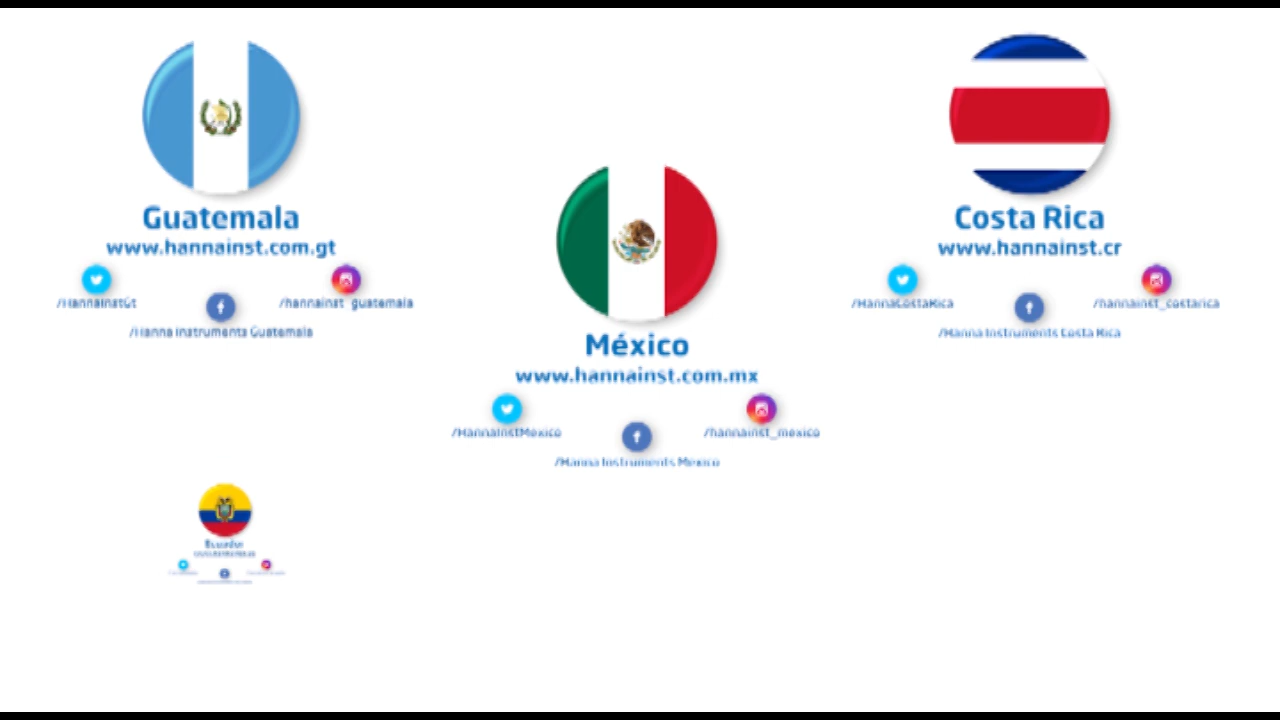 Guatemala
www.hannainst.com.gt
/HannaInstGt
/hannainst_guatemala
/Hanna Instruments Guatemala
Costa Rica
www.hannainst.cr
/HannaCostaRica
/hannainst_costarica
/Hanna Instruments Costa Rica
México
www.hannainst.com.mx
/HannaInstMexico
/hannainst_mexico
/Hanna Instruments Mexico
Ecuador